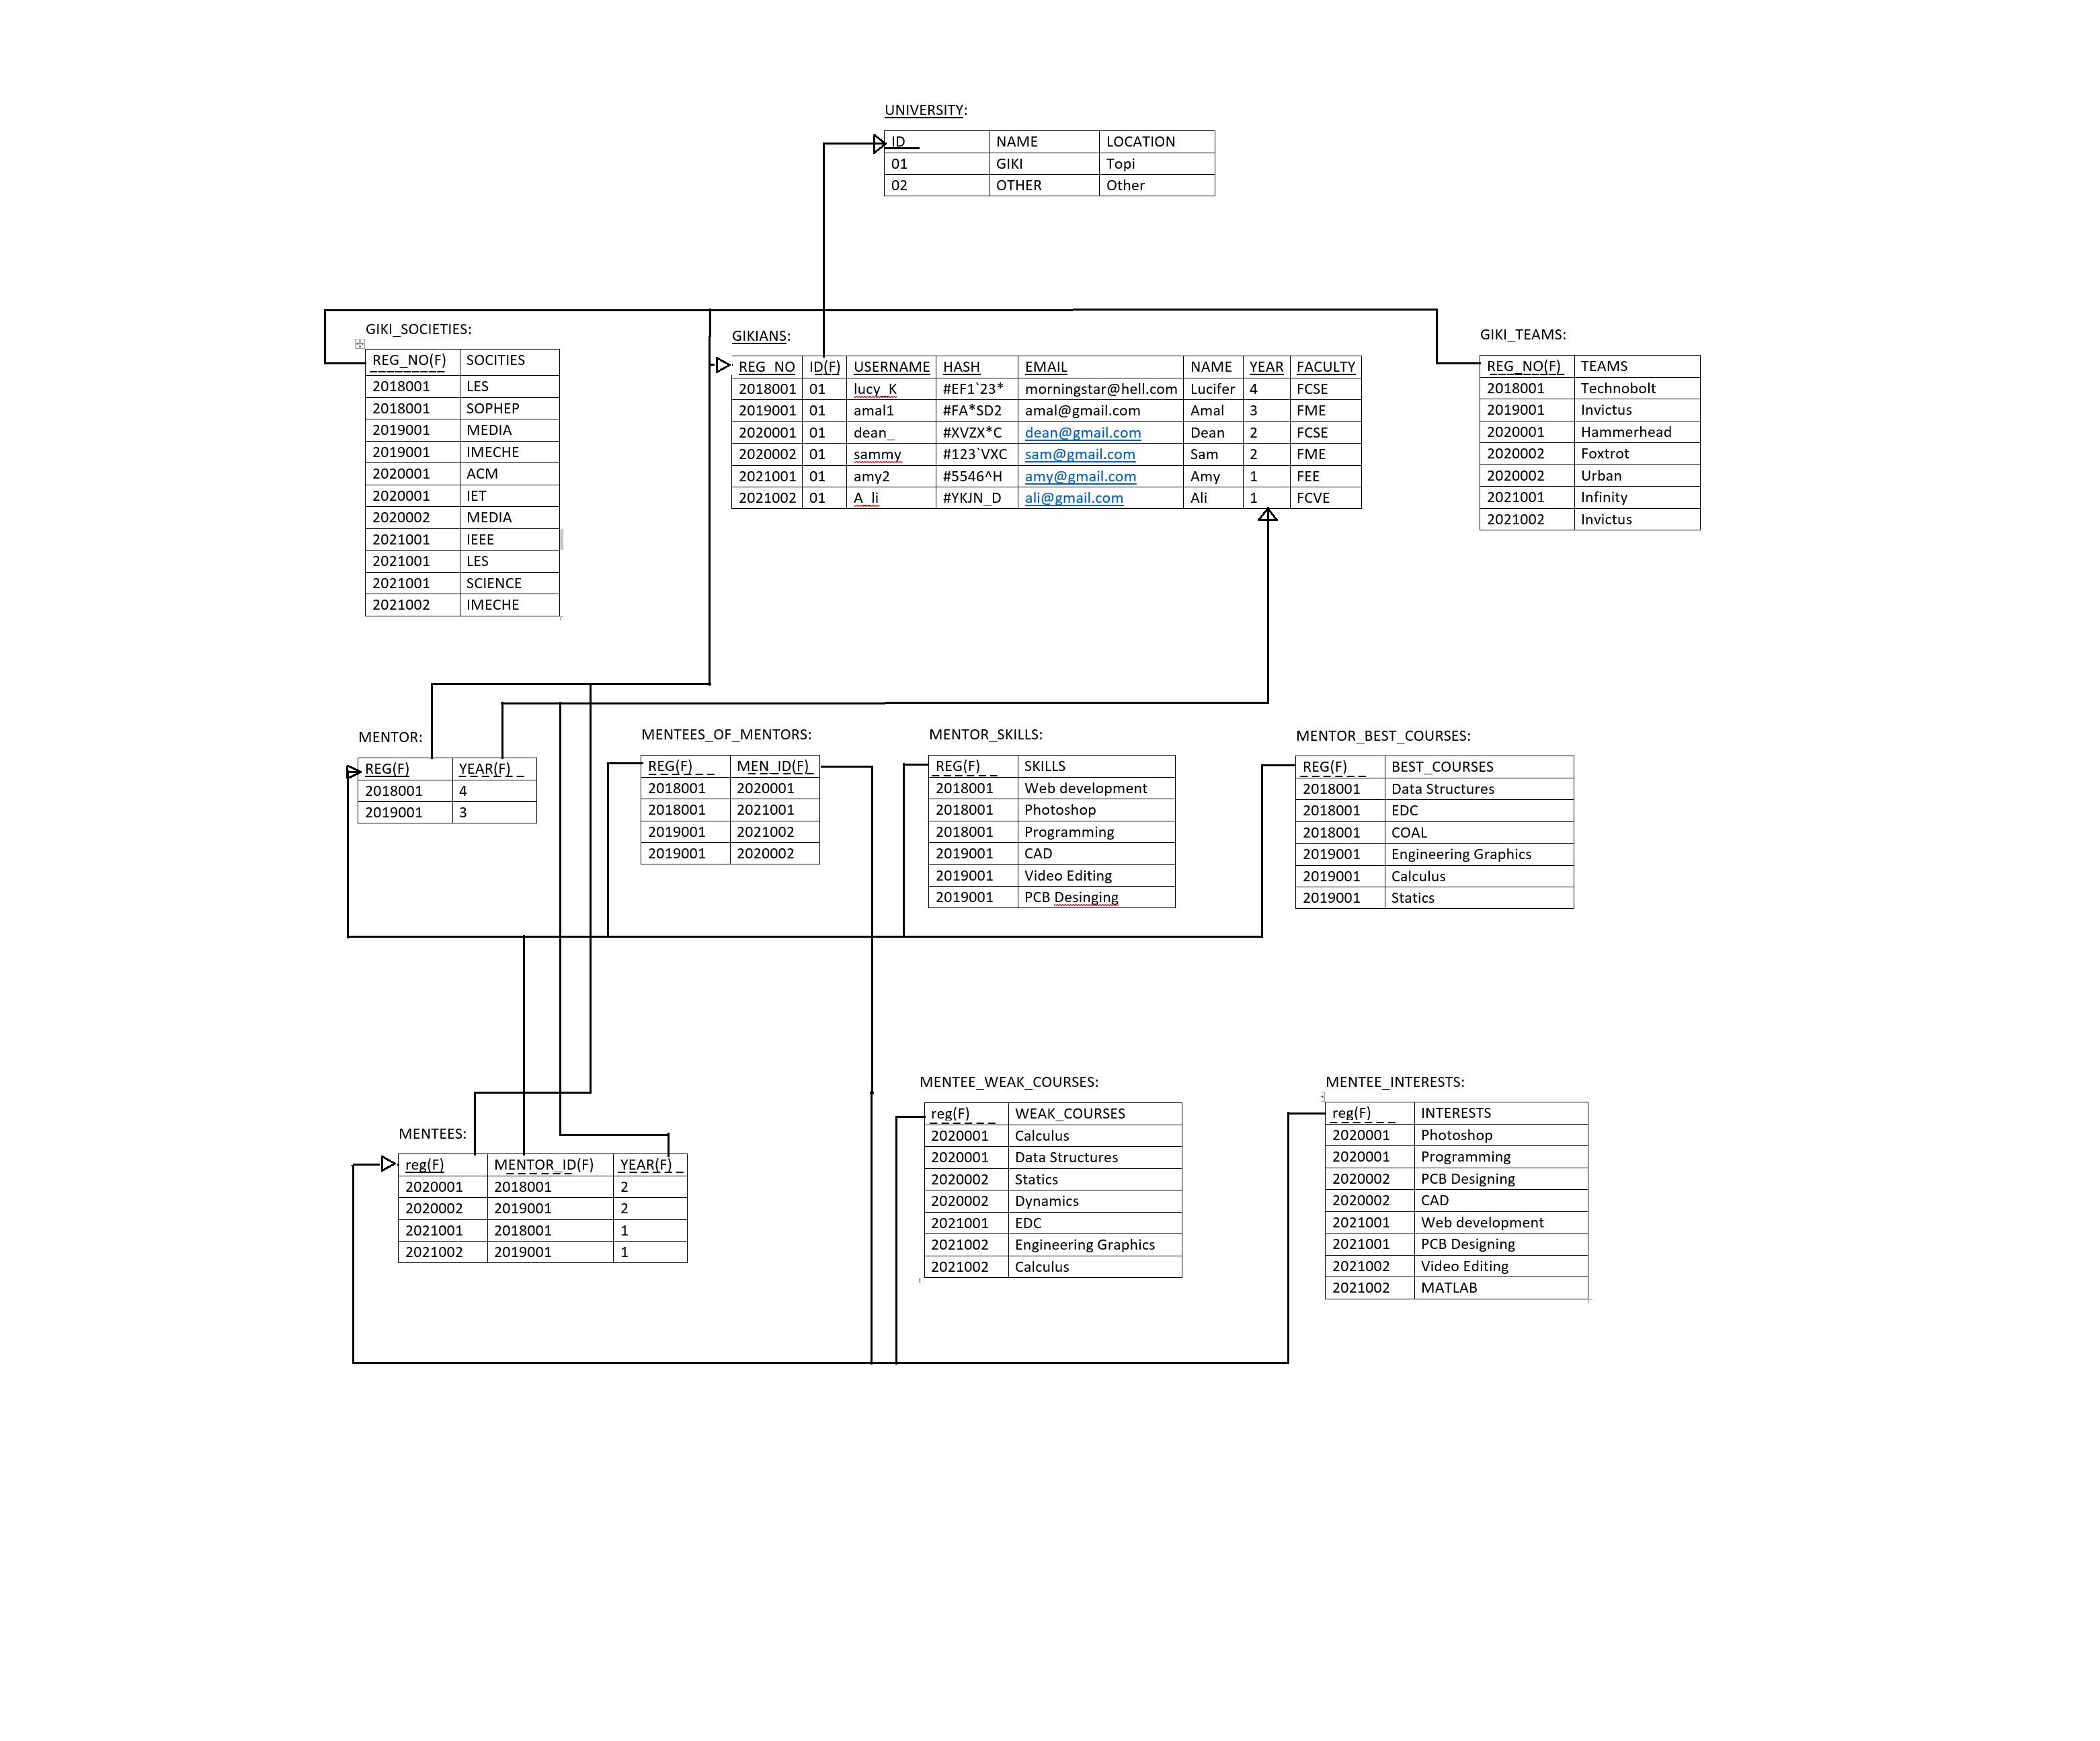 UNIVERSITY:
ID NAME LOCATION
01 GIKI Topi
02 OTHER Other
GIKI_SOCIETIES:
REG_NO(F) SOCITIES
2018001 LES
2018001 SOPHEP
2019001 MEDIA
2019001 IMECHE
2020001 ACM
2020001 IET
2020002 MEDIA
2021001 IEEE
2021001 LES
2021001 SCIENCE
2021002 IMECHE
GIKIANS:
REG_NO ID(F) USERNAME HASH EMAIL NAME YEAR FACULTY
2018001 01 lucy_K #EF1`23* morningstar@hell.com Lucifer 4 FCSE
2019001 01 amal1 #FA*SD2 amal@gmail.com Amal 3 FME
2020001 01 dean_ #XVZX*C dean@gmail.com Dean 2 FCSE
2020002 01 sammy #123`VXC sam@gmail.com Sam 2 FME
2021001 01 amy2 #5546^H amy@gmail.com Amy 1 FEE
2021002 01 A_li #YKJN_D ali@gmail.com Ali 1 FCVE
GIKI_TEAMS:
REG_NO(F) TEAMS
2018001 Technobolt
2019001 Invictus
2020001 Hammerhead
2020002 Foxtrot
2020002 Urban
2021001 Infinity
2021002 Invictus
MENTOR:
REG(F) YEAR(F)
2018001 4
2019001 3
MENTEES_OF_MENTORS:
REG(F) MEN_ID(F)
2018001 2020001
2018001 2021001
2019001 2021002
2019001 2020002
MENTOR_SKILLS:
REG(F) SKILLS
2018001 Web development
2018001 Photoshop
2018001 Programming
2019001 CAD
2019001 Video Editing
2019001 PCB Desinging
MENTOR_BEST_COURSES:
REG(F) BEST_COURSES
2018001 Data Structures
2018001 EDC
2018001 COAL
2019001 Engineering Graphics
2019001 Calculus
2019001 Statics
MENTEES:
reg(F) MENTOR_ID(F) YEAR(F)
2020001 2018001 2
2020002 2019001 2
2021001 2018001 1
2021002 2019001 1
MENTEE_WEAK_COURSES:
reg(F) WEAK_COURSES
2020001 Calculus
2020001 Data Structures
2020002 Statics
2020002 Dynamics
2021001 EDC
2021002 Engineering Graphics
2021002 Calculus
MENTEE_INTERESTS:
reg(F) INTERESTS
2020001 Photoshop
2020001 Programming
2020002 PCB Designing
2020002 CAD
2021001 Web development
2021001 PCB Designing
2021002 Video Editing
2021002 MATLAB